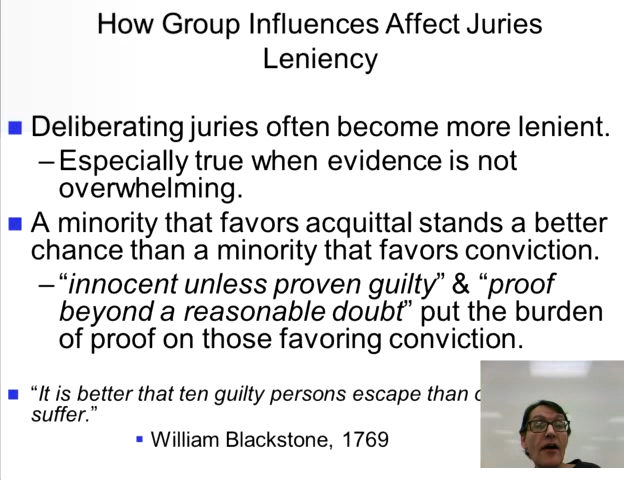 How Group Influences Affect Juries
Leniency
Deliberating juries often become more lenient.
–Especially true when evidence is not
overwhelming.
A minority that favors acquittal stands a better
chance than a minority that favors conviction.
–“innocent unless proven guilty” & “proof
beyond a reasonable doubt” put the burden
of proof on those favoring conviction.
“It is better that ten guilty persons escape than
suffer.”
William Blackstone, 1769